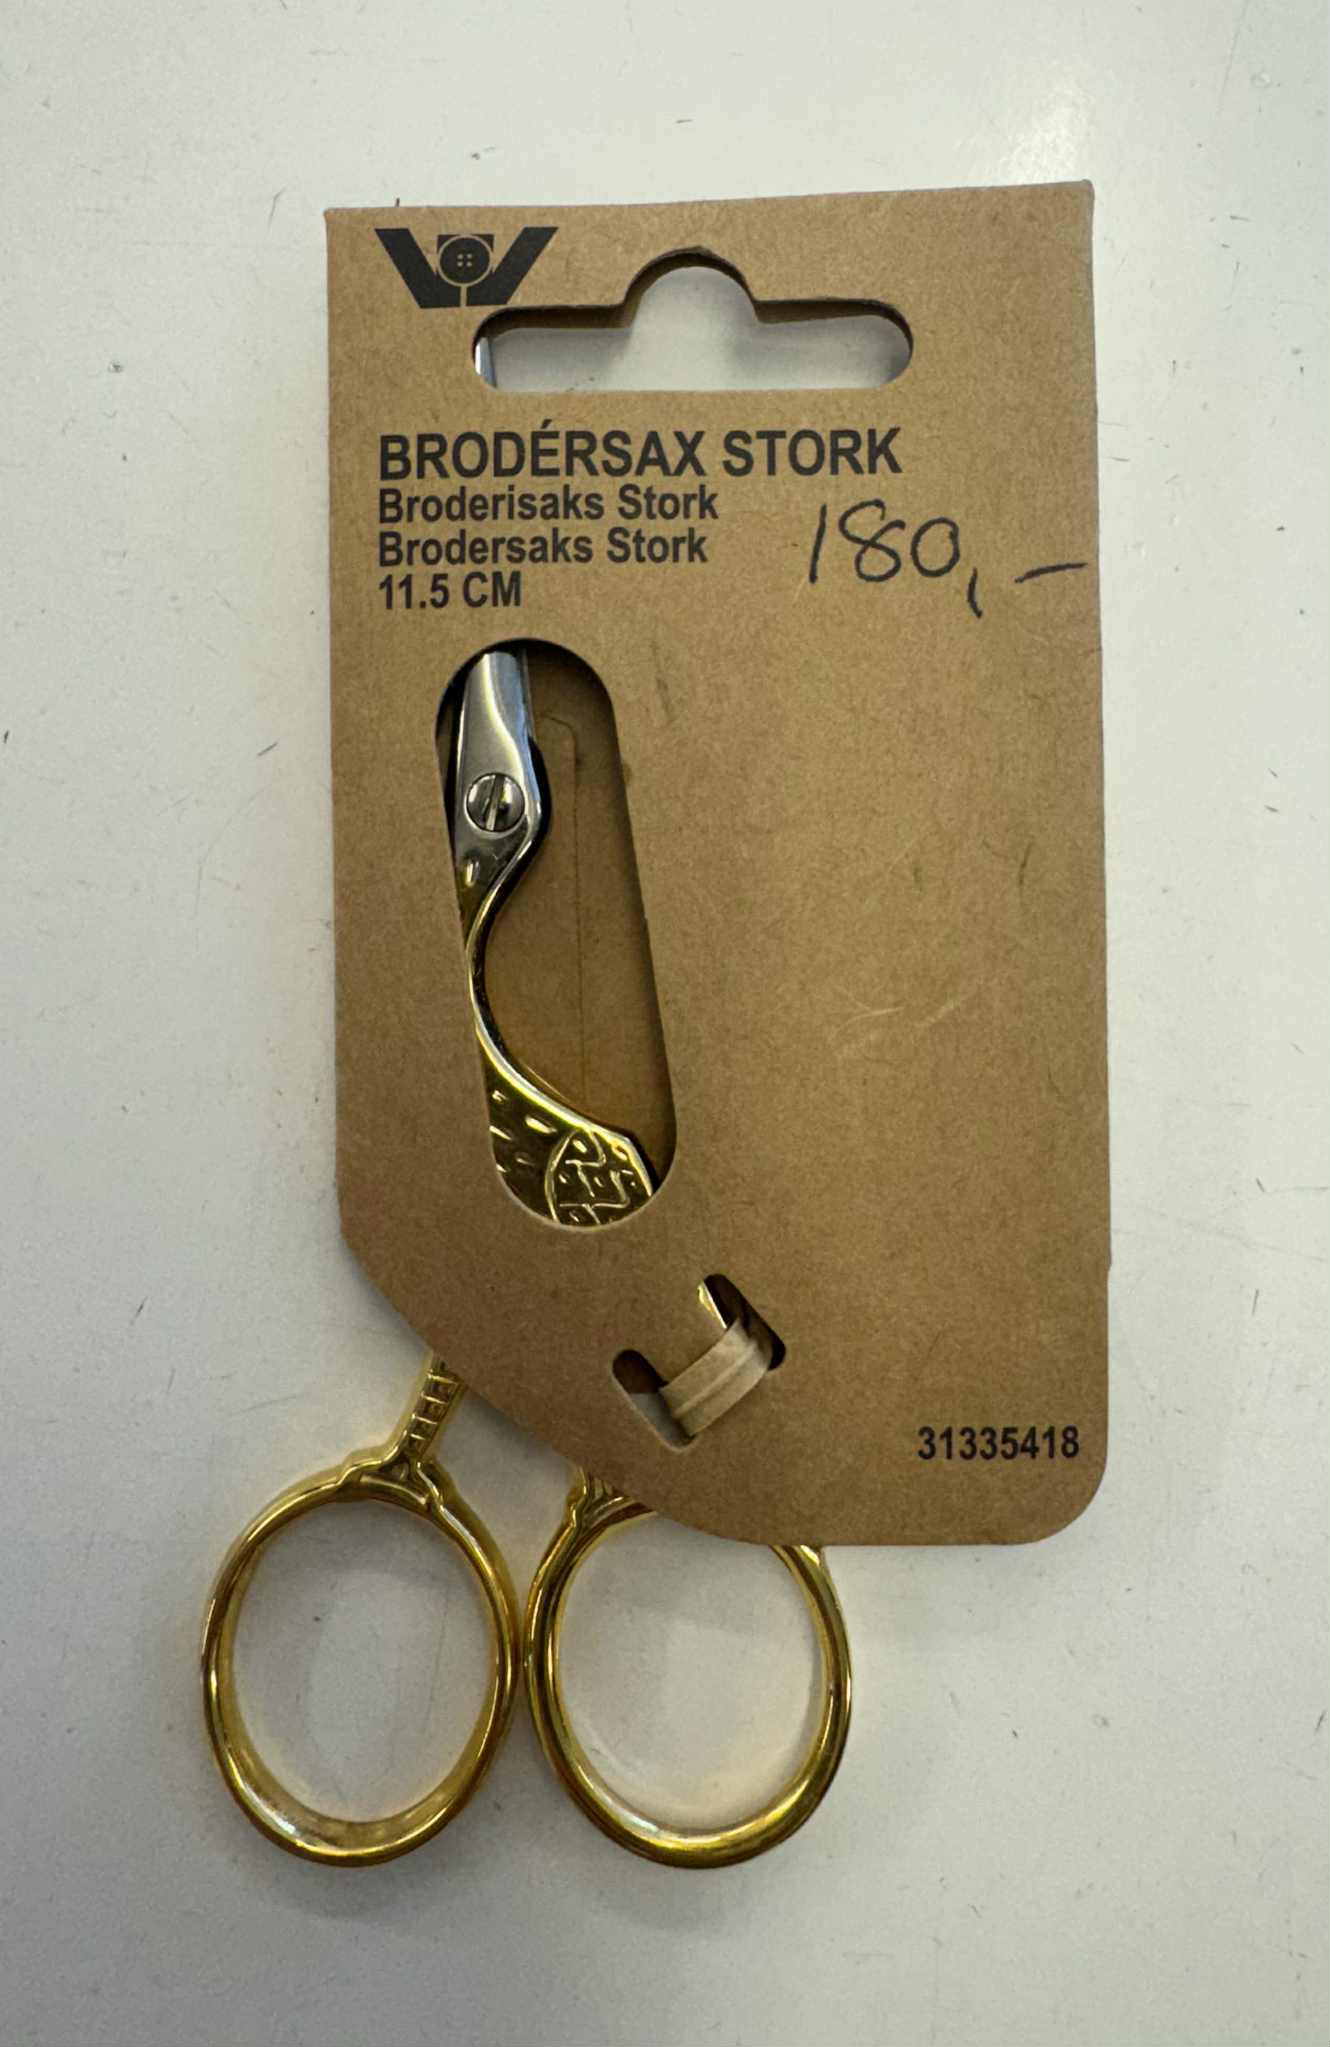 BRODÉRSAX STORK
Broderisaks Stork
Brodersaks Stork
11.5 CM
180,-
31335418